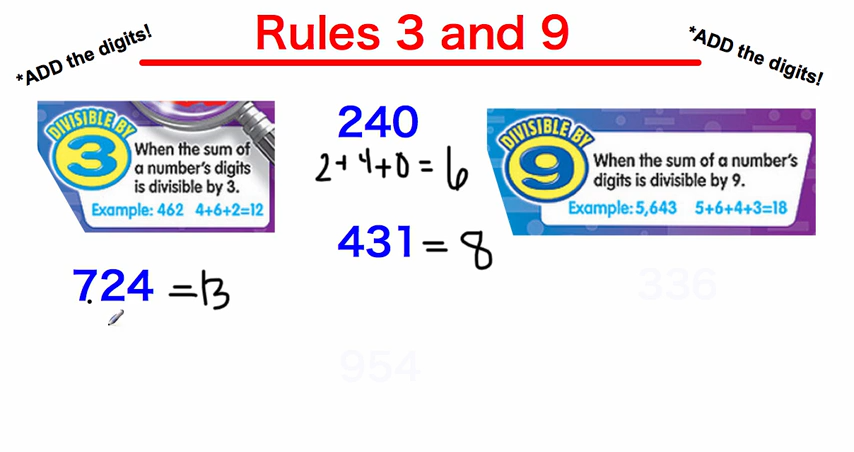 Rules 3 and 9
*ADD the digits!
*ADD the digits!
DIVISIBLE BY
3
When the sum of
a number's digits
is divisible by 3.
Example: 462 4+6+2=12
240
2+4+0=6
431=8
DIVISIBLE BY
9
When the sum of a number's
digits is divisible by 9.
Example: 5,643 5+6+4+3=18
724=13
336
954